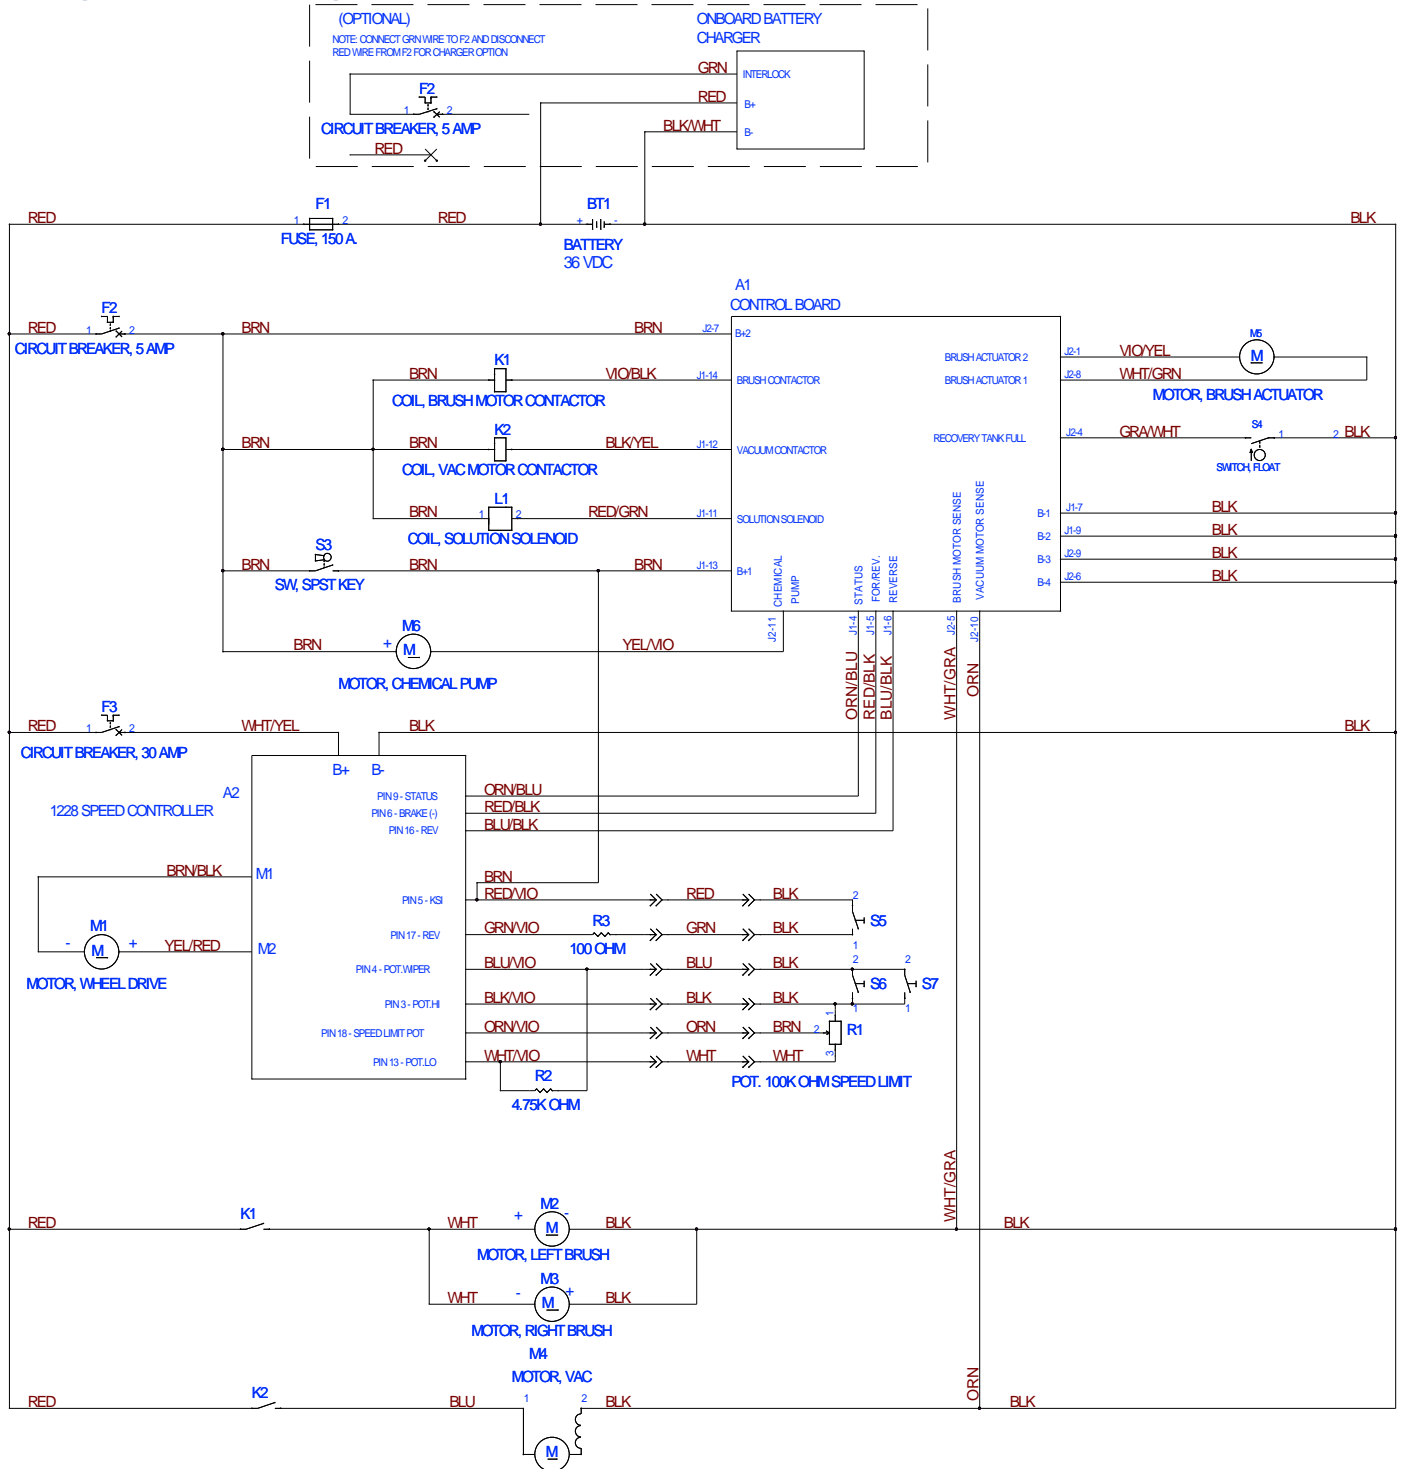 (OPTIONAL)
ONBOARD BATTERY
CHARGER
NOTE: CONNECT GRN WIRE TO F2 AND DISCONNECT
RED WIRE FROM F2 FOR CHARGER OPTION
GRN
INTERLOCK
F2
RED
B+
1
2
CIRCUIT BREAKER, 5 AMP
BLK/WHT
B-
RED
RED
F1
1
2
FUSE, 150 A.
RED
BT1
+
-
BATTERY
36 VDC
BLK
A1
CONTROL BOARD
F2
RED
1
2
CIRCUIT BREAKER, 5 AMP
BRN
BRN
J2-7
B+2
K1
BRN
VIO/BLK
J1-14
BRUSH CONTACTOR
COIL, BRUSH MOTOR CONTACTOR
K2
BRN
BRN
BLK/YEL
J1-12
VACUUM CONTACTOR
COIL, VAC MOTOR CONTACTOR
L1
BRN
1
2
RED/GRN
J1-11
SOLUTION SOLENOID
COIL, SOLUTION SOLENOID
S3
BRN
BRN
BRN
J1-13
B+1
SW, SPST KEY
M6
BRN
+
M
YEL/VIO
MOTOR, CHEMICAL PUMP
BRUSH ACTUATOR 2
J2-1
VIO/YEL
M5
M
BRUSH ACTUATOR 1
J2-8
WHT/GRN
MOTOR, BRUSH ACTUATOR
RECOVERY TANK FULL
J2-4
GRA/WHT
S4
1
2
BLK
SWITCH, FLOAT
B-1
J1-7
BLK
B-2
J1-9
BLK
B-3
J2-9
BLK
B-4
J2-6
BLK
CHEMICAL
PUMP
STATUS
FOR./REV.
REVERSE
BRUSH MOTOR SENSE
VACUUM MOTOR SENSE
J2-11
J1-4
J1-5
J1-6
J2-5
J2-10
ORN/BLU
RED/BLK
BLU/BLK
WHT/GRA
ORN
F3
RED
1
2
CIRCUIT BREAKER, 30 AMP
WHT/YEL
BLK
BLK
B+
B-
A2
1228 SPEED CONTROLLER
PIN 9 - STATUS
ORN/BLU
PIN 6 - BRAKE (-)
RED/BLK
PIN 16 - REV
BLU/BLK
BRN/BLK
M1
BRN
PIN 5 - KSI
RED/VIO
RED
BLK
2
S5
1
M1
-
M
+
YEL/RED
M2
MOTOR, WHEEL DRIVE
PIN 17 - REV
GRN/VIO
R3
100 OHM
GRN
BLK
PIN 4 - POT.WIPER
BLU/VIO
BLU
BLK
2
2
S6
S7
1
1
PIN 3 - POT.HI
BLK/VIO
BLK
BLK
PIN 18 - SPEED LIMIT POT
ORN/VIO
ORN
BRN
1
2
3
R1
PIN 13 - POT.LO
WHT/VIO
WHT
WHT
R2
4.75K OHM
POT. 100K OHM SPEED LIMIT
WHT/GRA
RED
K1
WHT
+
M2
-
M
BLK
BLK
MOTOR, LEFT BRUSH
WHT
-
M3
+
M
BLK
MOTOR, RIGHT BRUSH
M4
MOTOR, VAC
ORN
RED
K2
BLU
1
2
BLK
BLK
M